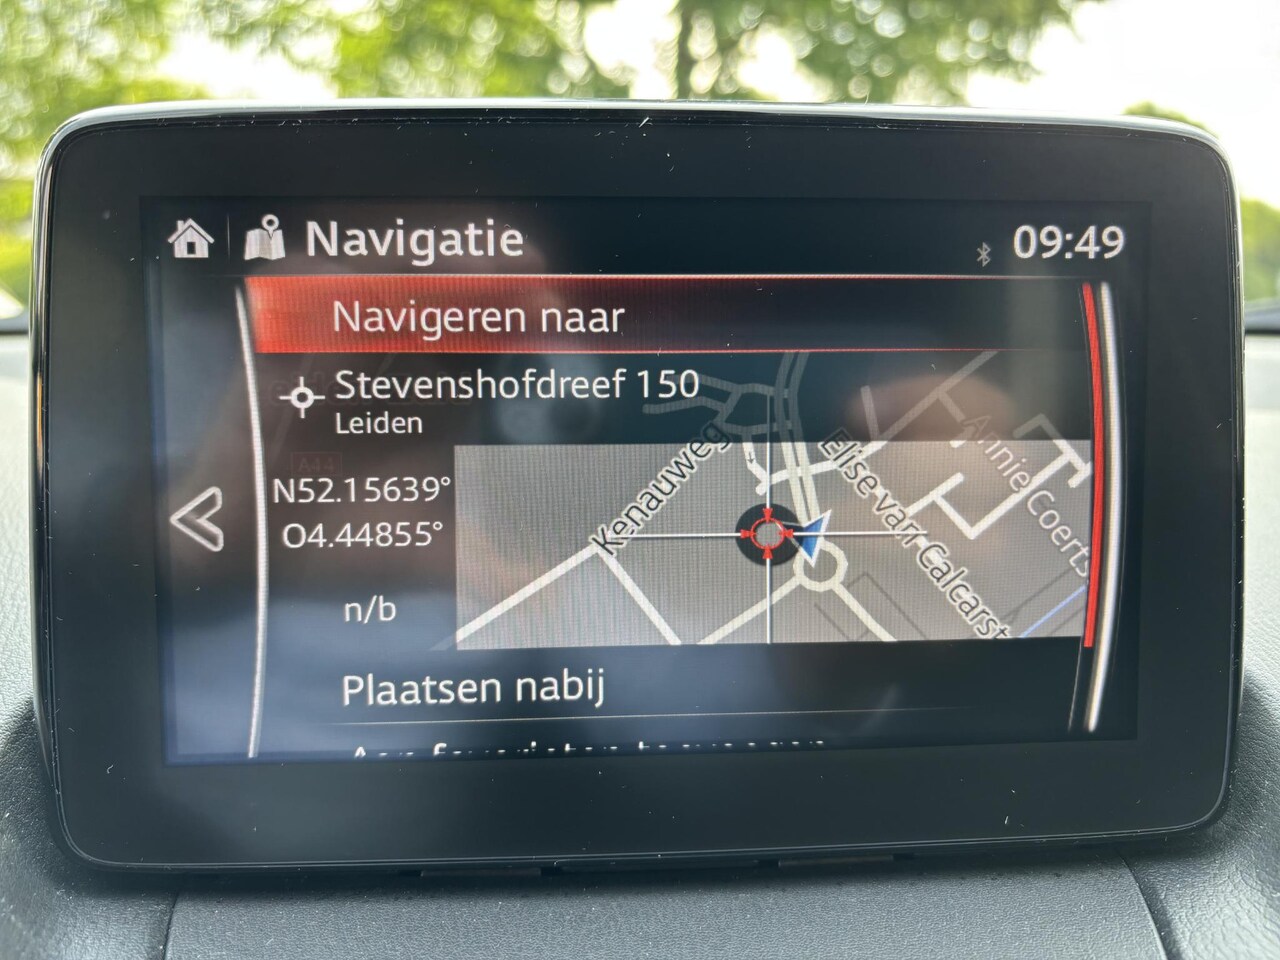 Navigatie
09:49
Navigeren naar
Stevenshofdreef 150
Leiden
A44
N52.15639°
O4.44855°
n/b
Kenauweg
Elise van Calcarst
Annie Coerts
Plaatsen nabij